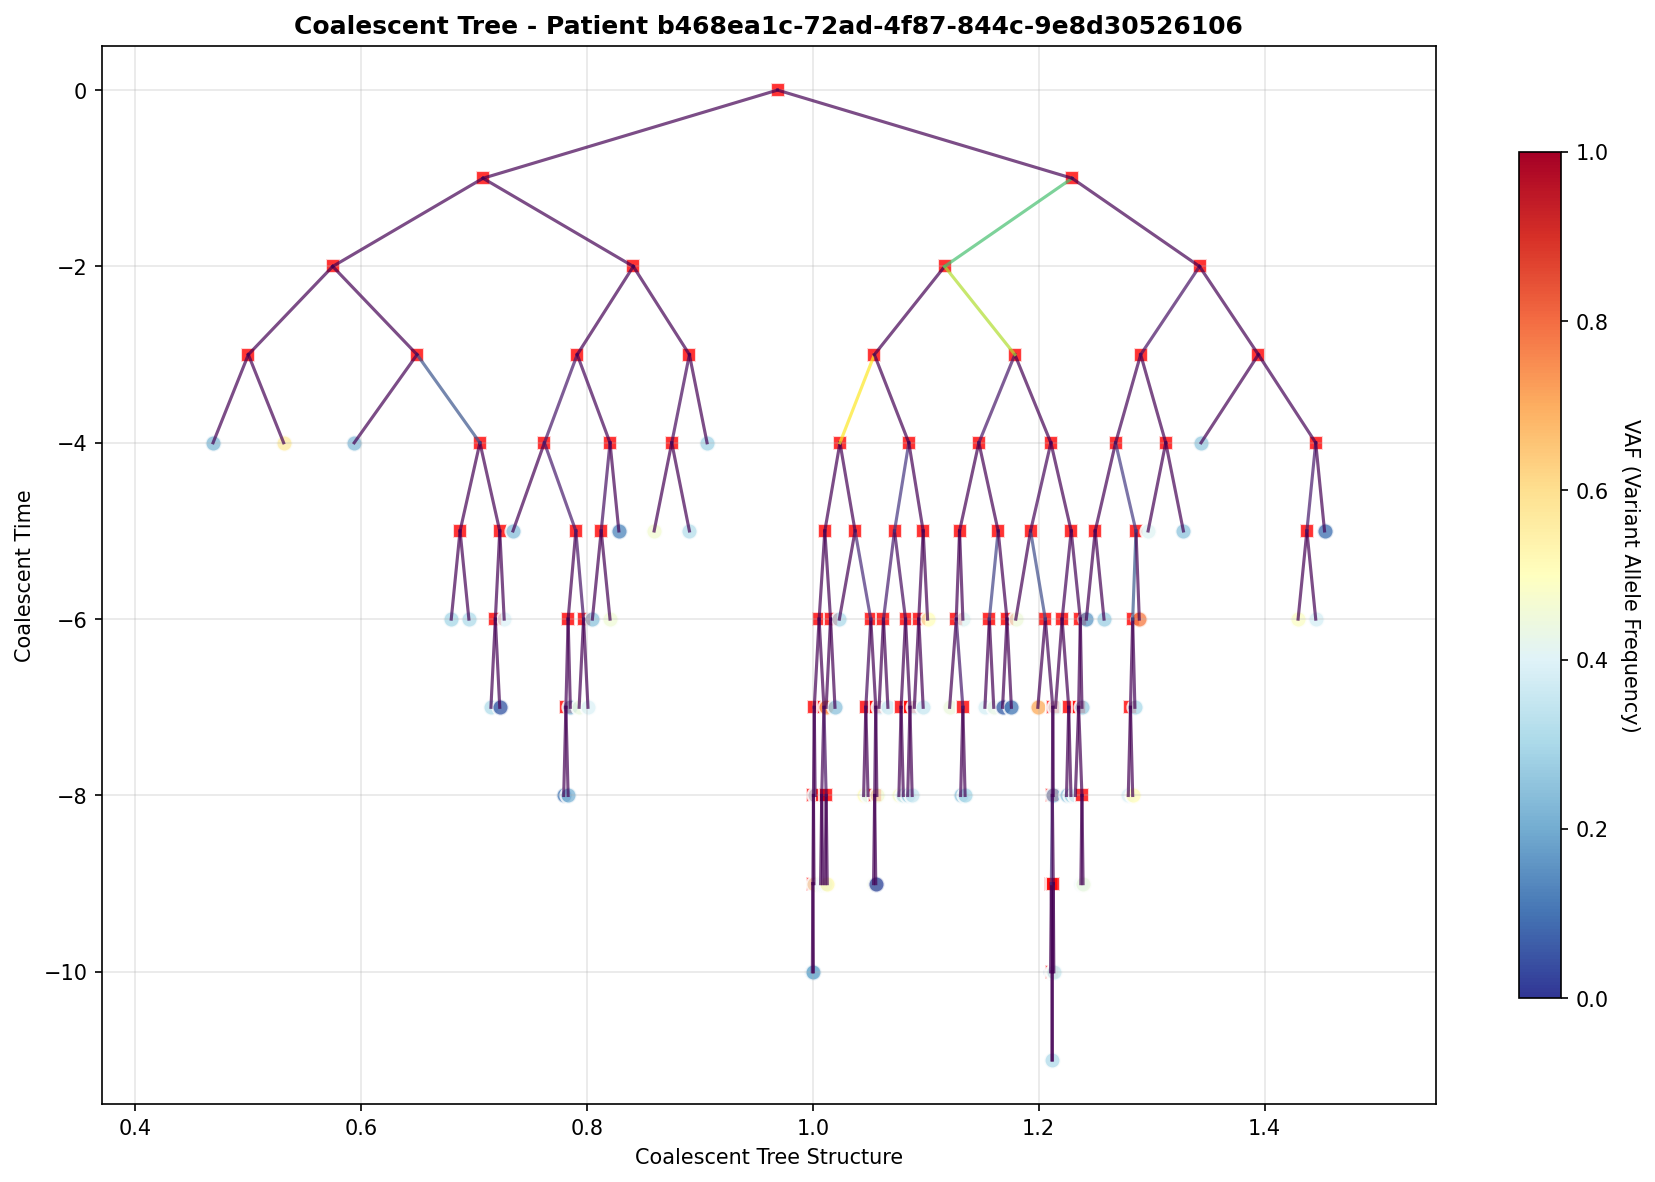 Coalescent Tree - Patient b468ea1c-72ad-4f87-844c-9e8d30526106
1.0
0.8
0.6
0.4
0.2
0.0
VAF (Variant Allele Frequency)
0
−2
−4
−6
−8
−10
Coalescent Time
0.4 0.6 0.8 1.0 1.2 1.4
Coalescent Tree Structure